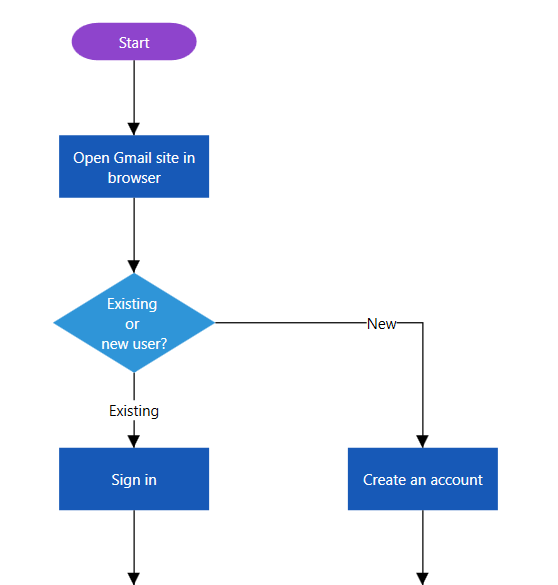 Start
Open Gmail site in
browser
Existing
or
new user?
New
Existing
Sign in
Create an account